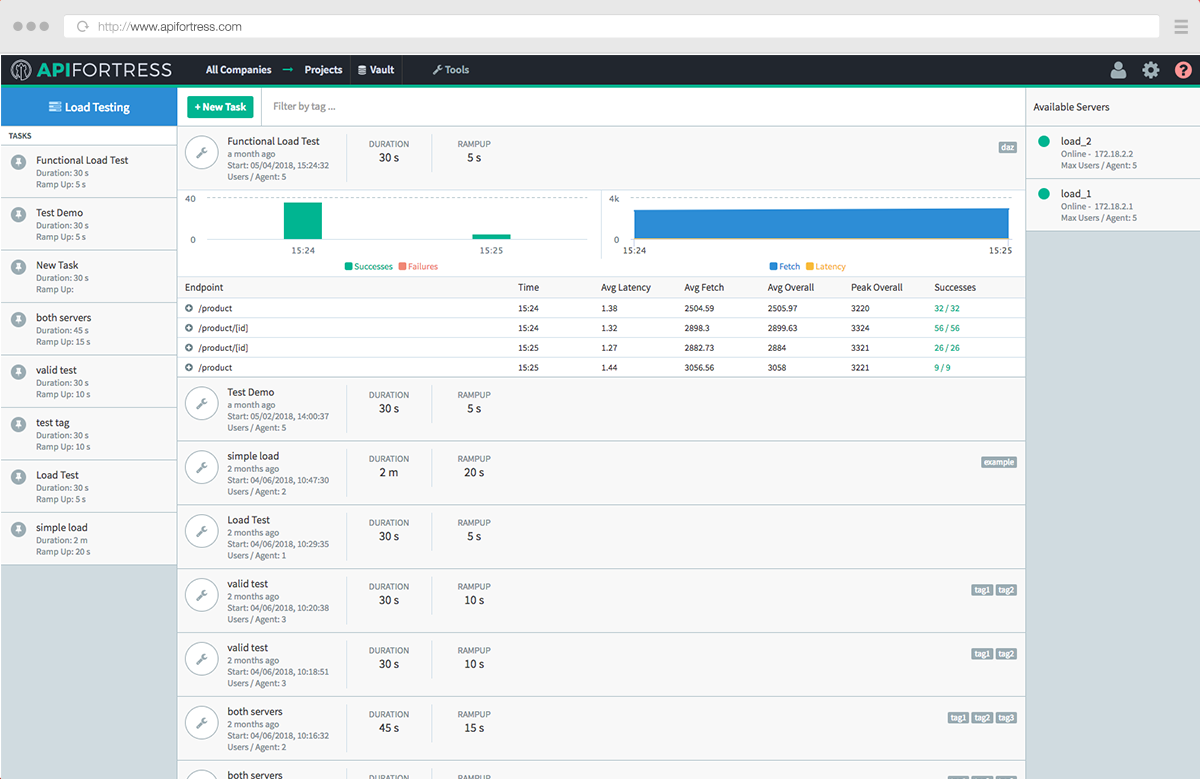 http://www.apifortress.com
APIFORTRESS
All Companies → Projects Vault Tools
?
Load Testing
TASKS
Functional Load Test
Duration: 30 s
Ramp Up: 5 s
Test Demo
Duration: 30 s
Ramp Up: 5 s
New Task
Duration: 30 s
Ramp Up:
both servers
Duration: 45 s
Ramp Up: 15 s
valid test
Duration: 30 s
Ramp Up: 10 s
test tag
Duration: 30 s
Ramp Up: 10 s
Load Test
Duration: 30 s
Ramp Up: 5 s
simple load
Duration: 2 m
Ramp Up: 20 s
+ New Task
Filter by tag ...
Functional Load Test
a month ago
Start: 05/04/2018, 15:24:32
Users / Agent: 5
DURATION
30 s
RAMPUP
5 s
daz
40
0
15:24 15:25
Successes Failures
4k
0
15:24 15:25
Fetch Latency
Endpoint Time Avg Latency Avg Fetch Avg Overall Peak Overall Successes
/product 15:24 1.38 2504.59 2505.97 3220 32 / 32
/product/[id] 15:24 1.32 2898.3 2899.63 3324 56 / 56
/product/[id] 15:25 1.27 2882.73 2884 3321 26 / 26
/product 15:25 1.44 3056.56 3058 3221 9 / 9
Test Demo
a month ago
Start: 05/02/2018, 14:00:37
Users / Agent: 5
DURATION
30 s
RAMPUP
5 s
simple load
2 months ago
Start: 04/06/2018, 10:47:30
Users / Agent: 2
DURATION
2 m
RAMPUP
20 s
example
Load Test
2 months ago
Start: 04/06/2018, 10:29:35
Users / Agent: 1
DURATION
30 s
RAMPUP
5 s
valid test
2 months ago
Start: 04/06/2018, 10:20:38
Users / Agent: 3
DURATION
30 s
RAMPUP
10 s
tag1 tag2
valid test
2 months ago
Start: 04/06/2018, 10:18:51
Users / Agent: 3
DURATION
30 s
RAMPUP
10 s
tag1 tag2
both servers
2 months ago
Start: 04/06/2018, 10:16:32
Users / Agent: 2
DURATION
45 s
RAMPUP
15 s
tag1 tag2 tag3
both servers
DURATION
RAMPUP
Available Servers
load_2
Online - 172.18.2.2
Max Users / Agent: 5
load_1
Online - 172.18.2.1
Max Users / Agent: 5